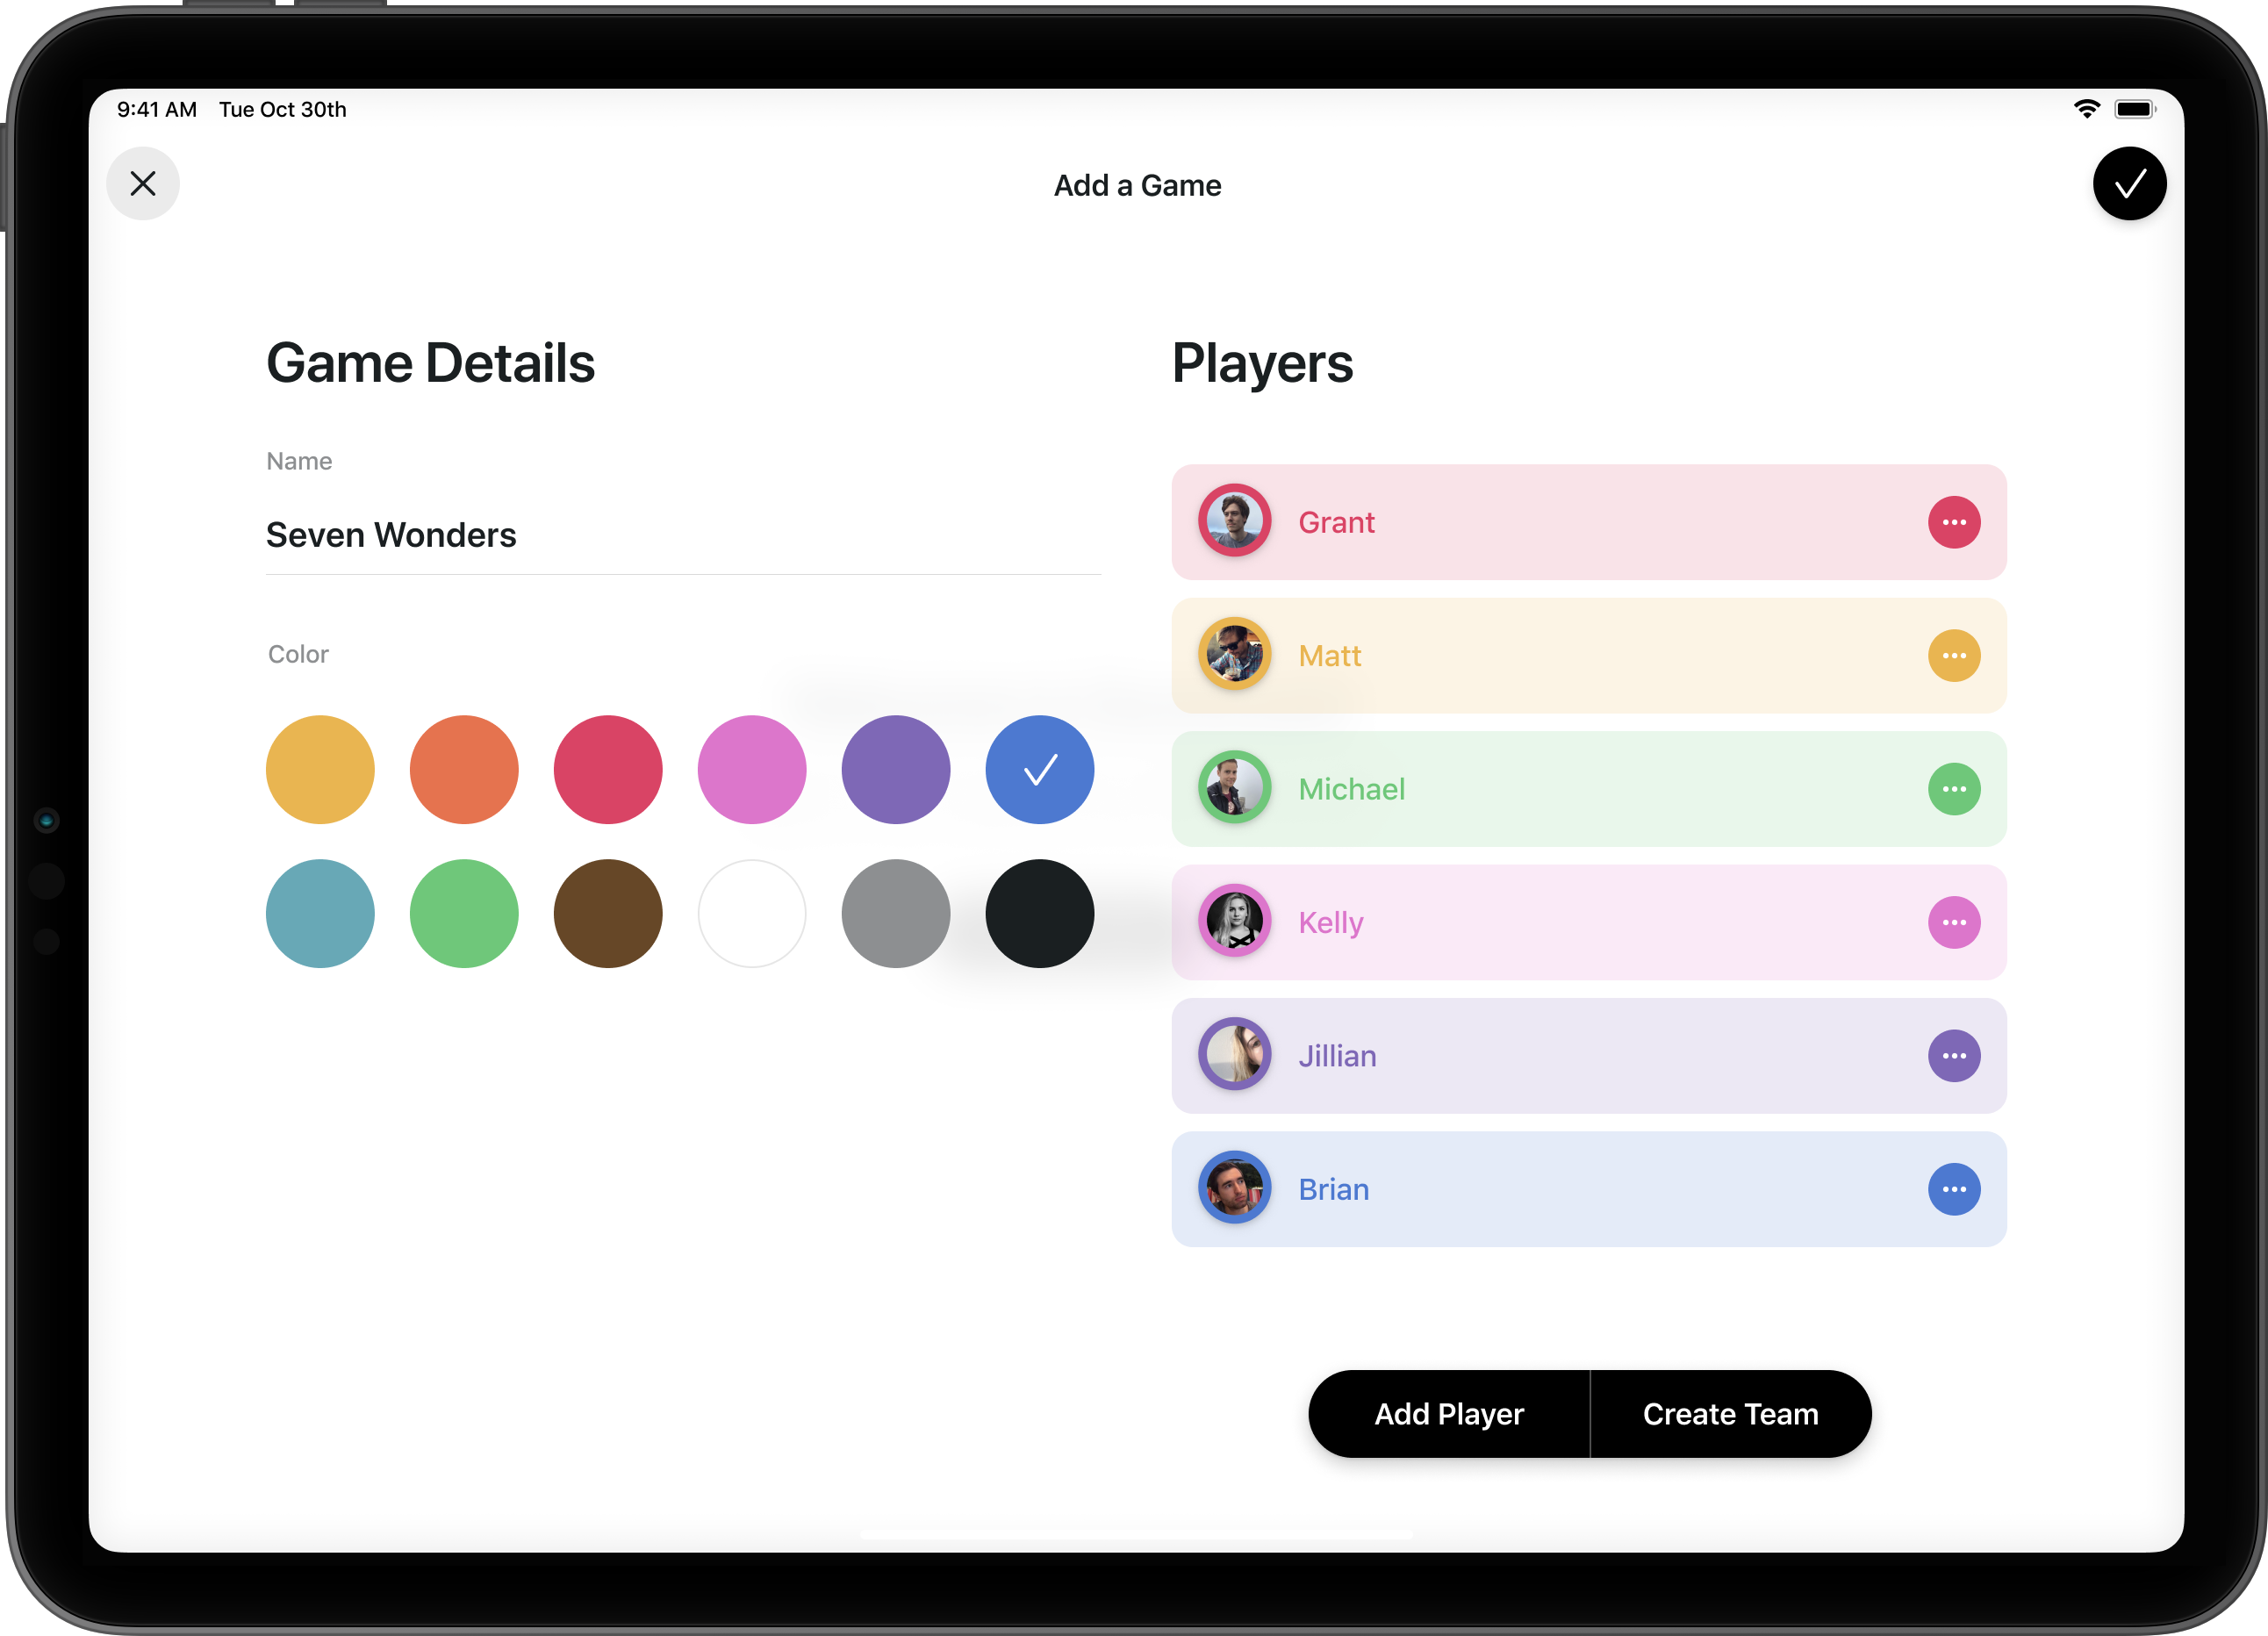 9:41 AM Tue Oct 30th
Add a Game
Game Details
Name
Seven Wonders
Color
Players
Grant
Matt
Michael
Kelly
Jillian
Brian
Add Player
Create Team